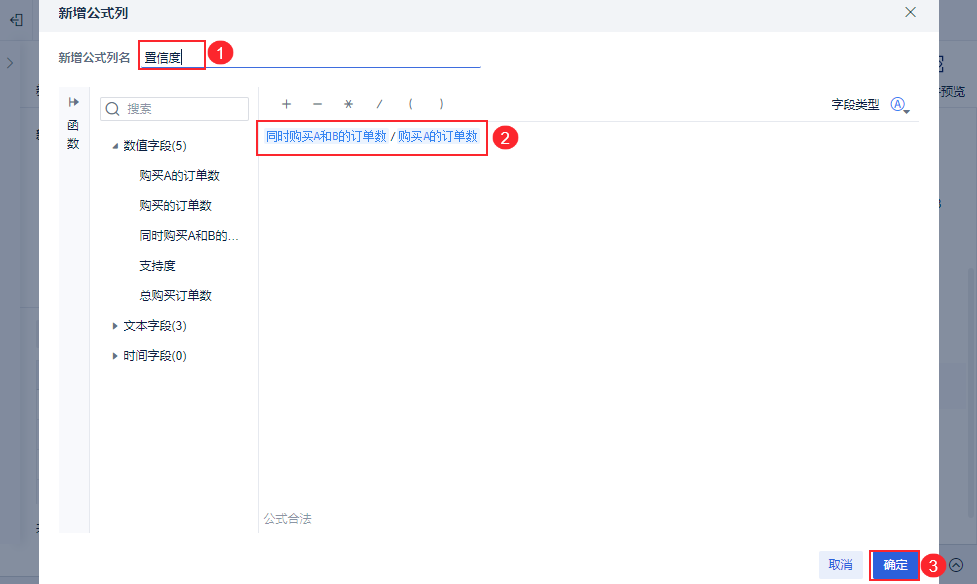 新增公式列
新增公式列名 置信度 1
函数
搜索
+ − * / ( )
字段类型 A
数值字段(5)
购买A的订单数
购买的订单数
同时购买A和B的...
支持度
总购买订单数
文本字段(3)
时间字段(0)
同时购买A和B的订单数 / 购买A的订单数 2
公式合法
取消 确定 3
预览